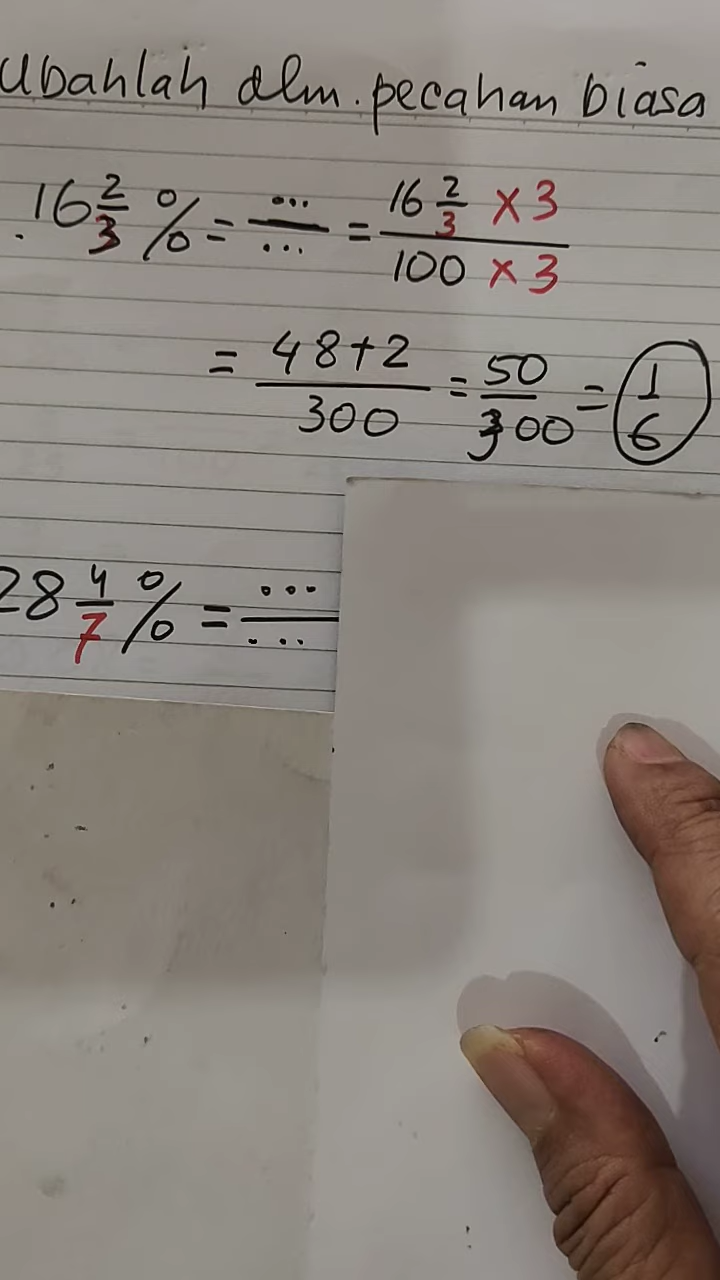 Ubahlah dlm. pecahan biasa
16 2/3 % = .../... = 16 2/3 × 3 / 100 × 3
= 48+2/300 = 50/300 = 1/6
28 4/7 % = .../...